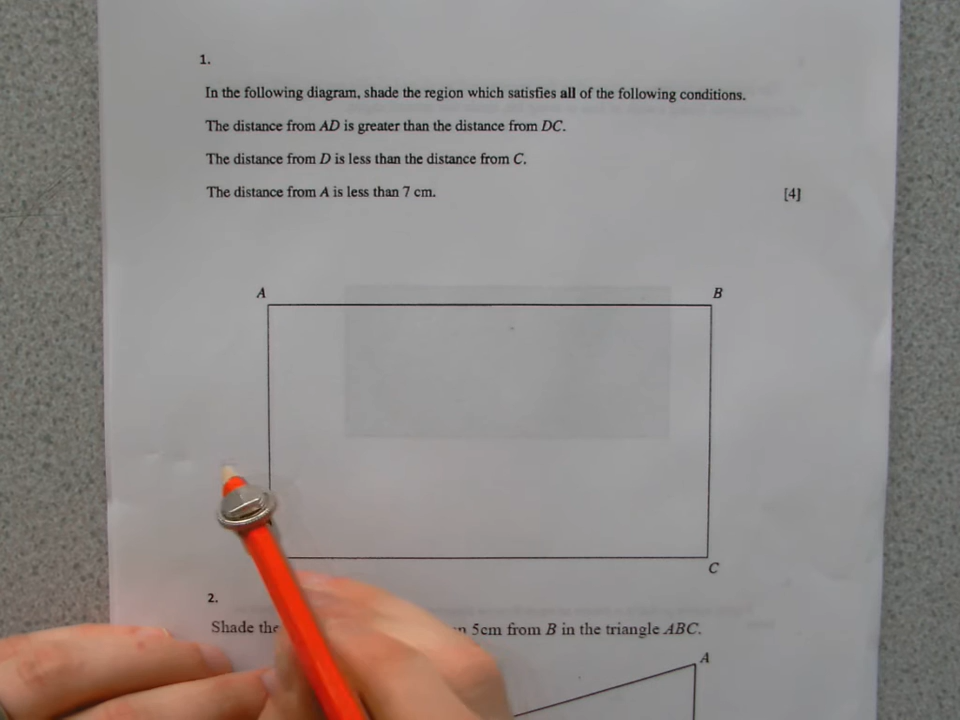 1.
In the following diagram, shade the region which satisfies all of the following conditions.
The distance from AD is greater than the distance from DC.
The distance from D is less than the distance from C.
The distance from A is less than 7 cm.
[4]
A
B
C
2.
Shade the 5cm from B in the triangle ABC.
A